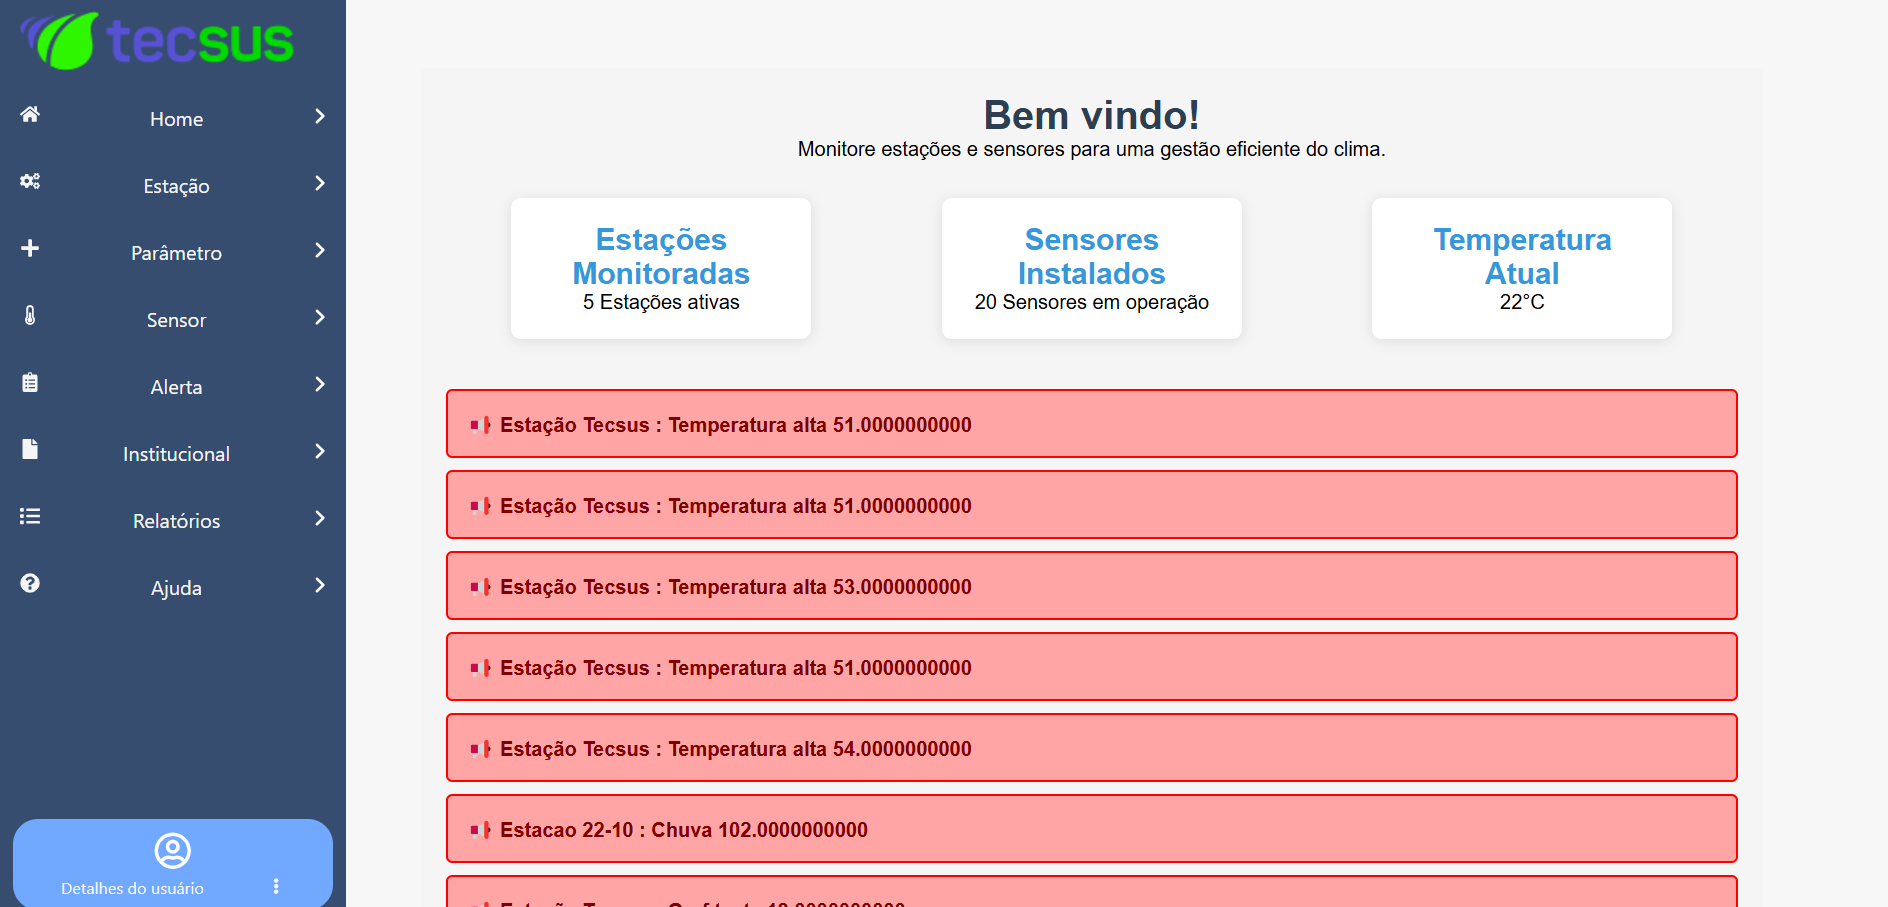 tecsus
Home
Estação
Parâmetro
Sensor
Alerta
Institucional
Relatórios
Ajuda
Detalhes do usuário
Bem vindo!
Monitore estações e sensores para uma gestão eficiente do clima.
Estações
Monitoradas
5 Estações ativas
Sensores
Instalados
20 Sensores em operação
Temperatura
Atual
22°C
Estação Tecsus : Temperatura alta 51.0000000000
Estação Tecsus : Temperatura alta 51.0000000000
Estação Tecsus : Temperatura alta 53.0000000000
Estação Tecsus : Temperatura alta 51.0000000000
Estação Tecsus : Temperatura alta 54.0000000000
Estacao 22-10 : Chuva 102.0000000000